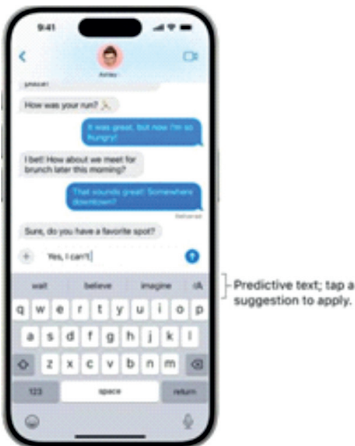 9:41
Ashley
How was your run?
It was great, but now I'm so
hungry!
I bet! How about we meet for
brunch later this morning?
That sounds great! Somewhere
downtown?
Delivered
Sure, do you have a favorite spot?
Yes, I can't
wait believe imagine
Predictive text; tap a
suggestion to apply.
q w e r t y u i o p
a s d f g h j k l
z x c v b n m
123 space return